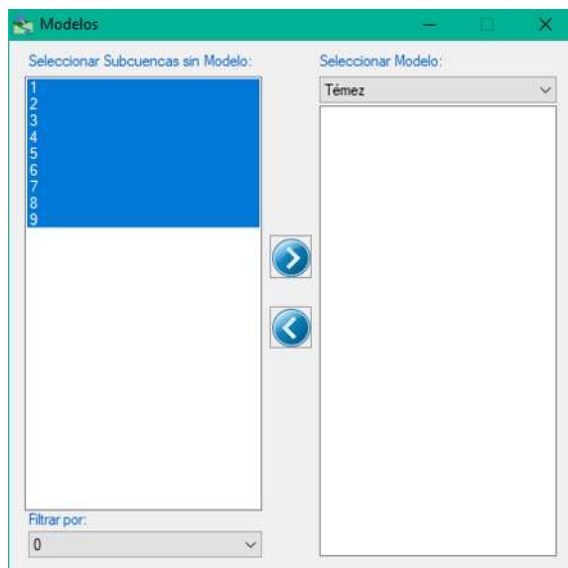 Modelos
Seleccionar Subcuencas sin Modelo:
1
2
3
4
5
6
7
8
9
Filtrar por:
0
Seleccionar Modelo:
Témez